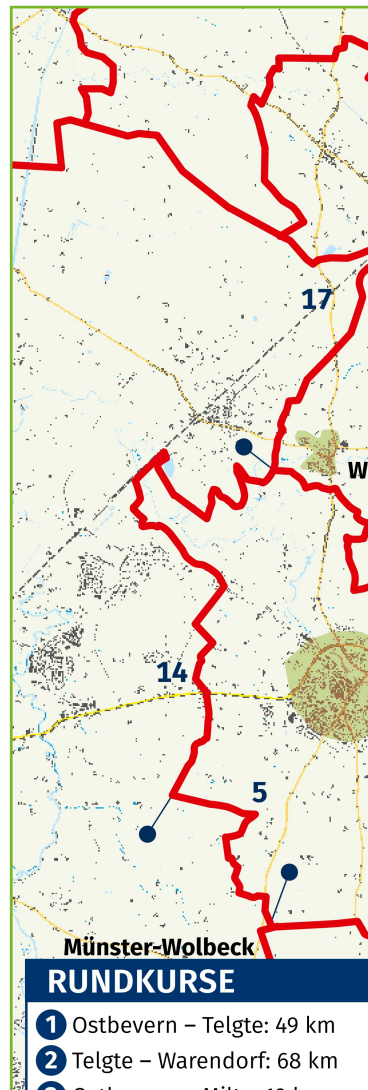 17
W
14
5
Münster-Wolbeck
RUNDKURSE
1 Ostbevern – Telgte: 49 km
2 Telgte – Warendorf: 68 km